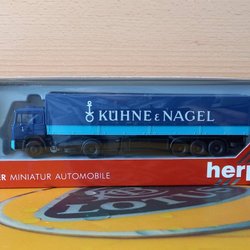 KÜHNE & NAGEL
MINIATUR AUTOMOBILE
herp